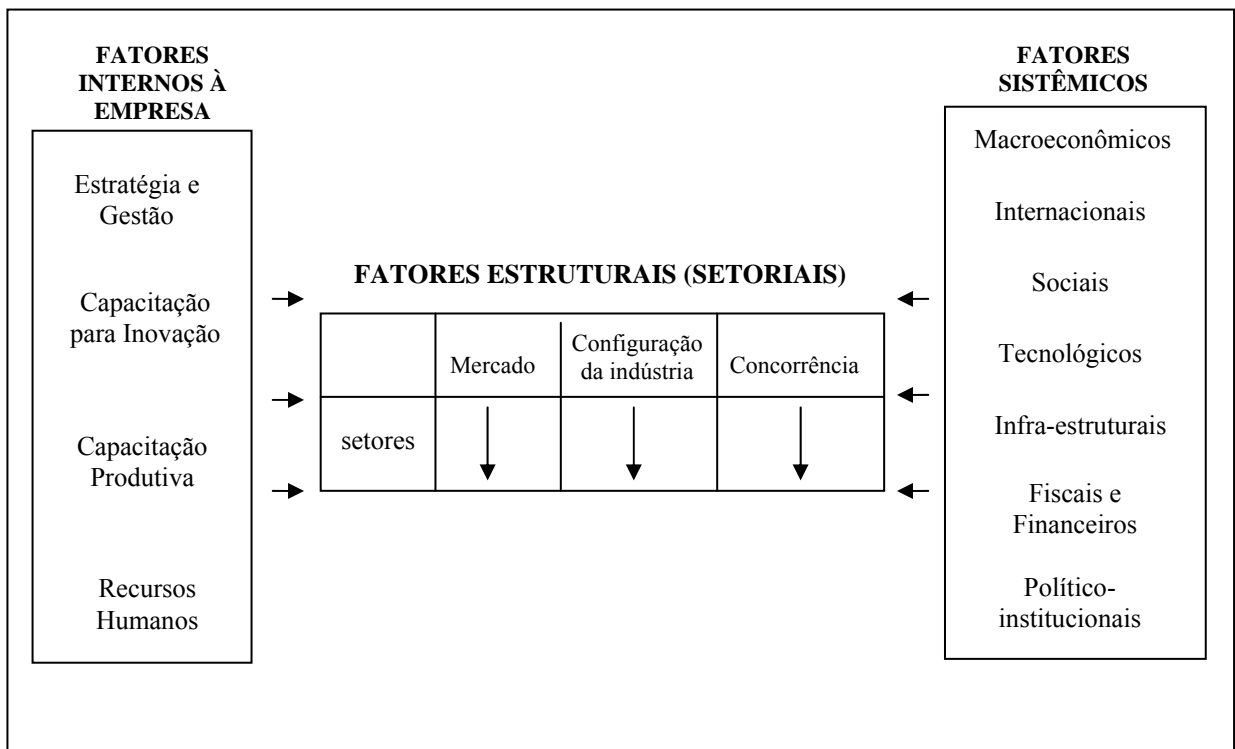 FATORES
INTERNOS À
EMPRESA
Estratégia e
Gestão
Capacitação
para Inovação
Capacitação
Produtiva
Recursos
Humanos
FATORES ESTRUTURAIS (SETORIAIS)
Mercado
Configuração
da indústria
Concorrência
setores
FATORES
SISTÊMICOS
Macroeconômicos
Internacionais
Sociais
Tecnológicos
Infra-estruturais
Fiscais e
Financeiros
Político-
institucionais